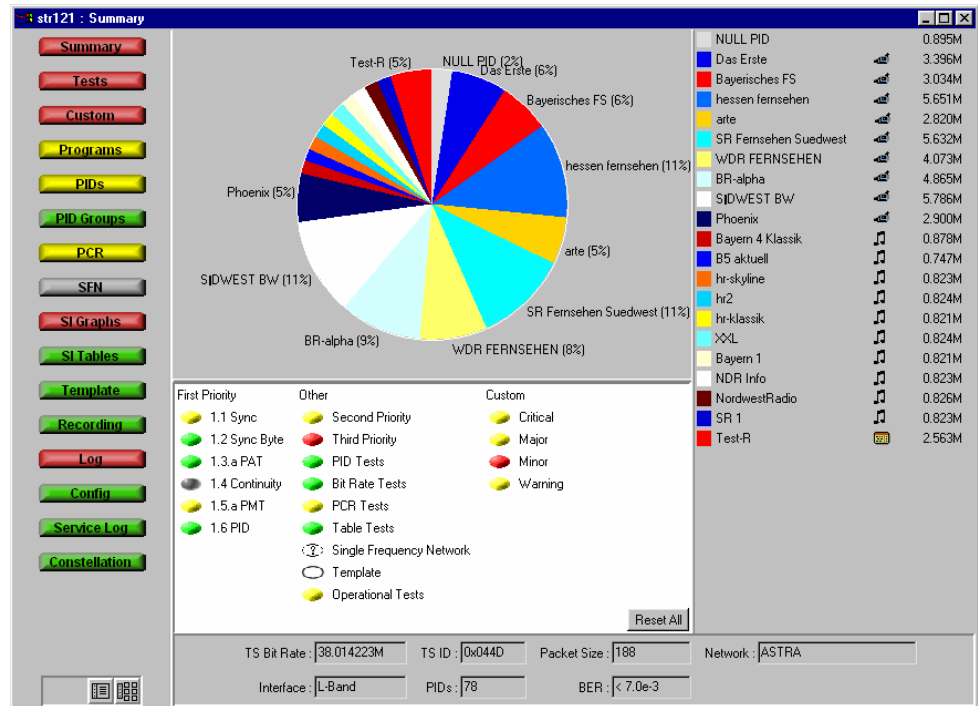 str121 : Summary
Summary
Tests
Custom
Programs
PIDs
PID Groups
PCR
SFN
SI Graphs
SI Tables
Template
Recording
Log
Config
Service Log
Constellation
Test-R (5%)
NULL PID (2%)
Das Erste (6%)
Bayerisches FS (6%)
hessen fernsehen (11%)
arte (5%)
SR Fernsehen Suedwest (11%)
WDR FERNSEHEN (8%)
BR-alpha (9%)
SIDWEST BW (11%)
Phoenix (5%)
NULL PID 0.895M
Das Erste 3.396M
Bayerisches FS 3.034M
hessen fernsehen 5.651M
arte 2.820M
SR Fernsehen Suedwest 5.632M
WDR FERNSEHEN 4.073M
BR-alpha 4.865M
SIDWEST BW 5.786M
Phoenix 2.900M
Bayern 4 Klassik 0.878M
B5 aktuell 0.747M
hr-skyline 0.823M
hr2 0.824M
hr-klassik 0.821M
XXL 0.824M
Bayern 1 0.821M
NDR Info 0.823M
NordwestRadio 0.826M
SR 1 0.823M
Test-R 2.563M
First Priority
1.1 Sync
1.2 Sync Byte
1.3.a PAT
1.4 Continuity
1.5.a PMT
1.6 PID
Other
Second Priority
Third Priority
PID Tests
Bit Rate Tests
PCR Tests
Table Tests
Single Frequency Network
Template
Operational Tests
Custom
Critical
Major
Minor
Warning
Reset All
TS Bit Rate : 38.014223M TS ID : 0x044D Packet Size : 188 Network : ASTRA
Interface : L-Band PIDs : 78 BER : < 7.0e-3